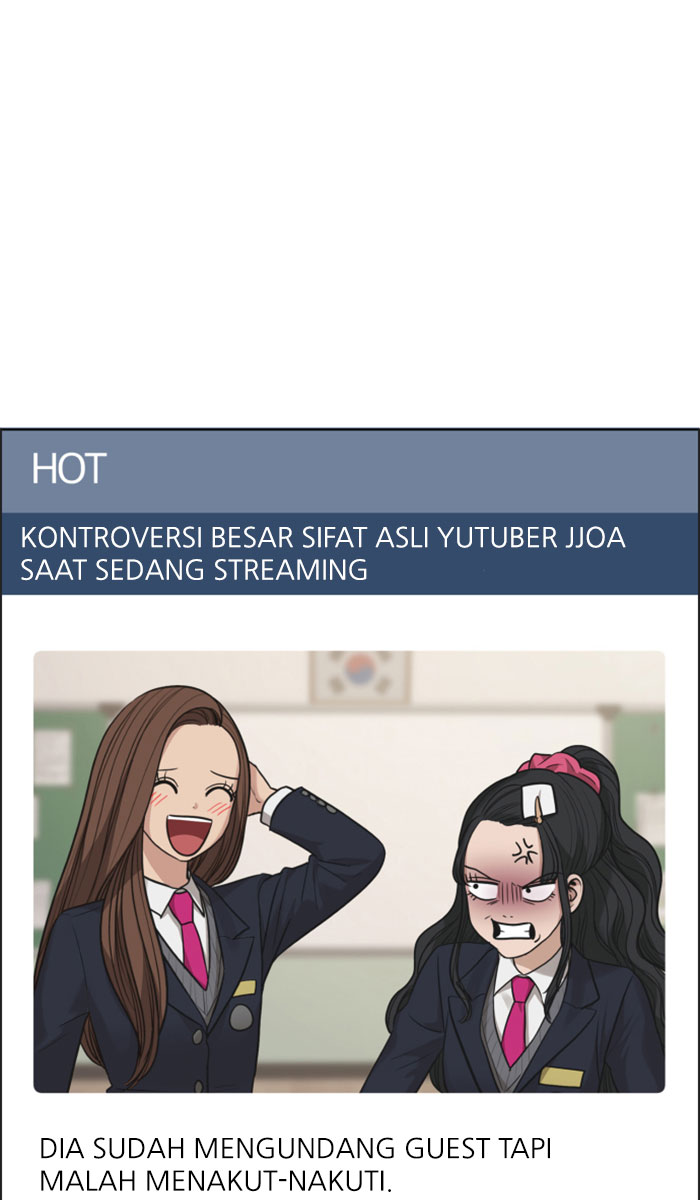 HOT
KONTROVERSI BESAR SIFAT ASLI YUTUBER JJOA
SAAT SEDANG STREAMING
DIA SUDAH MENGUNDANG GUEST TAPI
MALAH MENAKUT-NAKUTI.